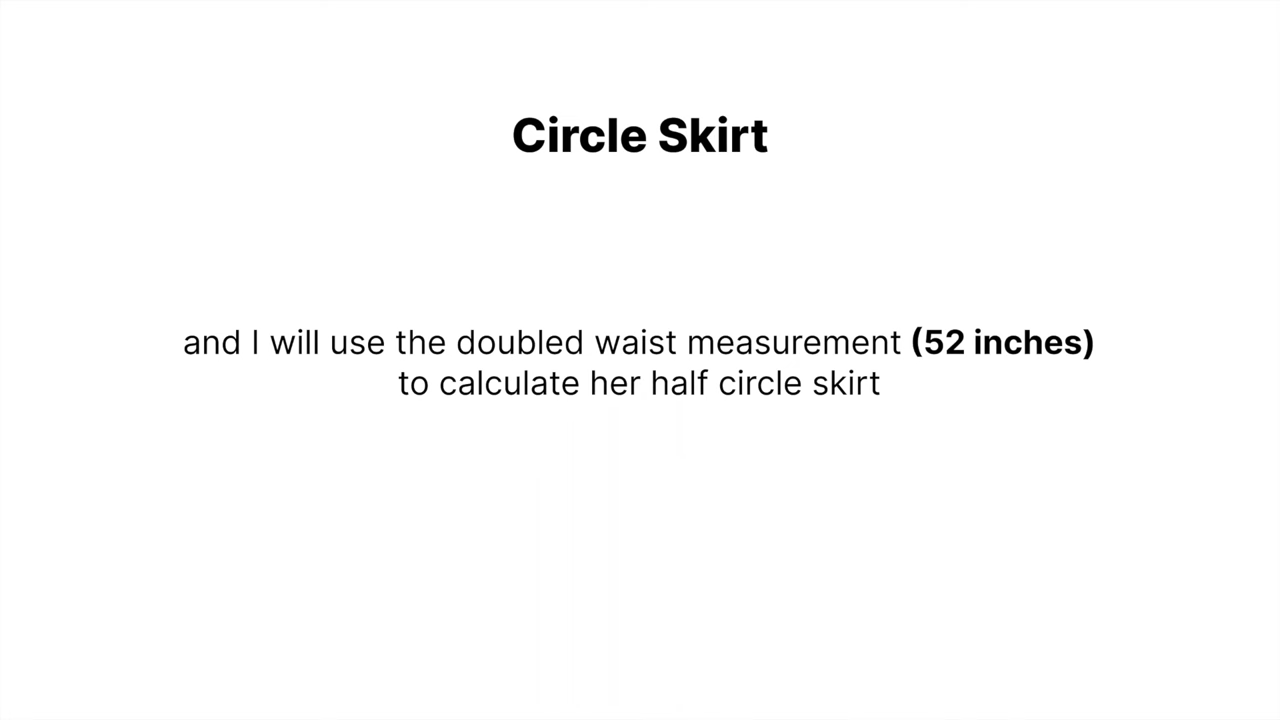 Circle Skirt
and I will use the doubled waist measurement (52 inches)
to calculate her half circle skirt